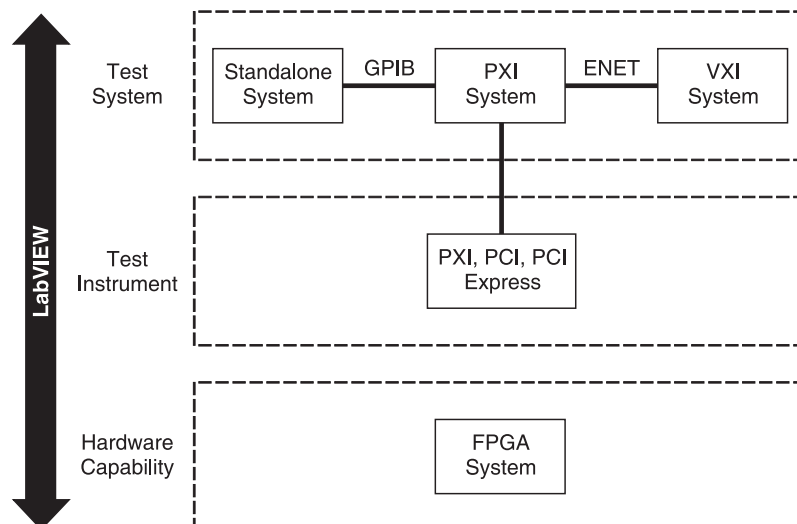 LabVIEW
Test
System
Standalone
System
GPIB
PXI
System
ENET
VXI
System
Test
Instrument
PXI, PCI, PCI
Express
Hardware
Capability
FPGA
System